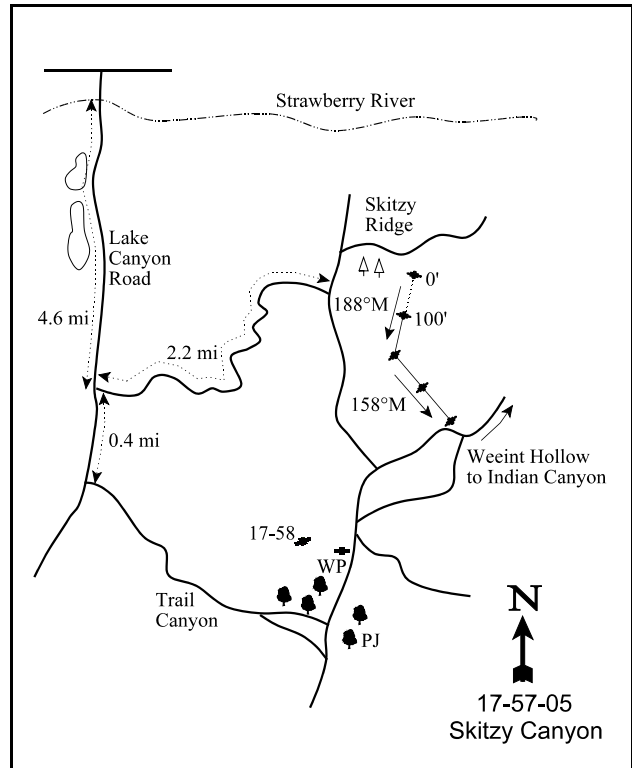 Strawberry River
Skitzy
Ridge
Lake
Canyon
Road
0'
188°M
100'
4.6 mi
2.2 mi
158°M
0.4 mi
Weeint Hollow
to Indian Canyon
17-58
WP
Trail
Canyon
PJ
N
17-57-05
Skitzy Canyon